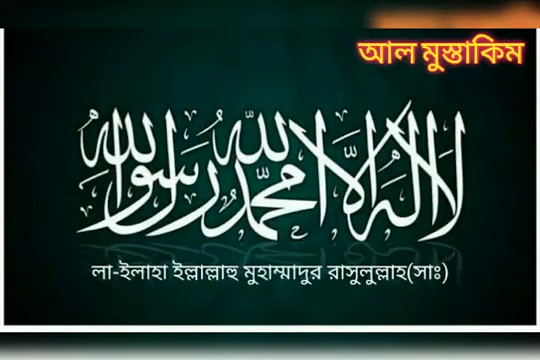 আল মুস্তাকিম
لا اله الا الله محمد رسول الله
লা-ইলাহা ইল্লাল্লাহু মুহাম্মাদুর রাসুলুল্লাহ(সাঃ)